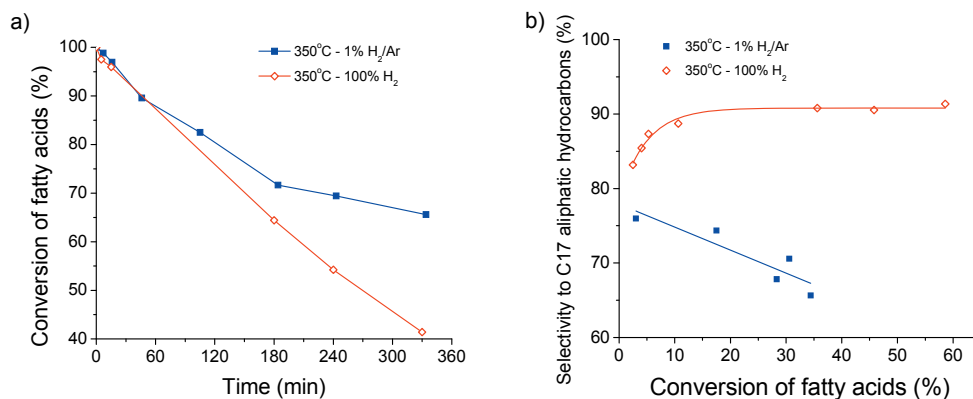 a)
350°C - 1% H₂/Ar
350°C - 100% H₂
100
90
80
70
60
50
40
Conversion of fatty acids (%)
0 60 120 180 240 300 360
Time (min)
b)
350°C - 1% H₂/Ar
350°C - 100% H₂
100
90
80
70
60
Selectivity to C17 aliphatic hydrocarbons (%)
0 10 20 30 40 50 60
Conversion of fatty acids (%)